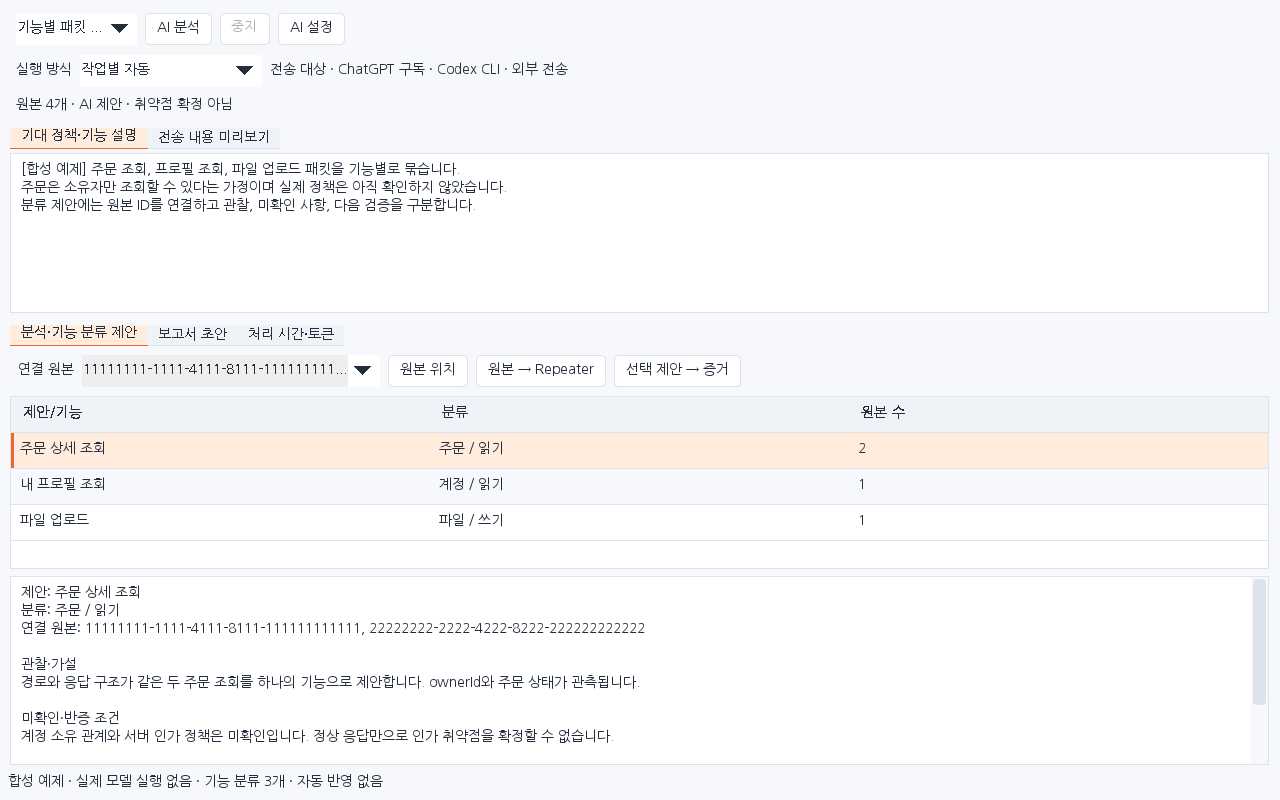 기능별 패킷 ... AI 분석 중지 AI 설정
실행 방식 작업별 자동 전송 대상 · ChatGPT 구독 · Codex CLI · 외부 전송
원본 4개 · AI 제안 · 취약점 확정 아님
기대 정책·기능 설명 전송 내용 미리보기
[합성 예제] 주문 조회, 프로필 조회, 파일 업로드 패킷을 기능별로 묶습니다.
주문은 소유자만 조회할 수 있다는 가정이며 실제 정책은 아직 확인하지 않았습니다.
분류 제안에는 원본 ID를 연결하고 관찰, 미확인 사항, 다음 검증을 구분합니다.
분석·기능 분류 제안 보고서 초안 처리 시간·토큰
연결 원본 11111111-1111-4111-8111-111111111... 원본 위치 원본 → Repeater 선택 제안 → 증거
제안/기능 분류 원본 수
주문 상세 조회 주문 / 읽기 2
내 프로필 조회 계정 / 읽기 1
파일 업로드 파일 / 쓰기 1
제안: 주문 상세 조회
분류: 주문 / 읽기
연결 원본: 11111111-1111-4111-8111-111111111111, 22222222-2222-4222-8222-222222222222
관찰·가설
경로와 응답 구조가 같은 두 주문 조회를 하나의 기능으로 제안합니다. ownerId와 주문 상태가 관측됩니다.
미확인·반증 조건
계정 소유 관계와 서버 인가 정책은 미확인입니다. 정상 응답만으로 인가 취약점을 확정할 수 없습니다.
합성 예제 · 실제 모델 실행 없음 · 기능 분류 3개 · 자동 반영 없음